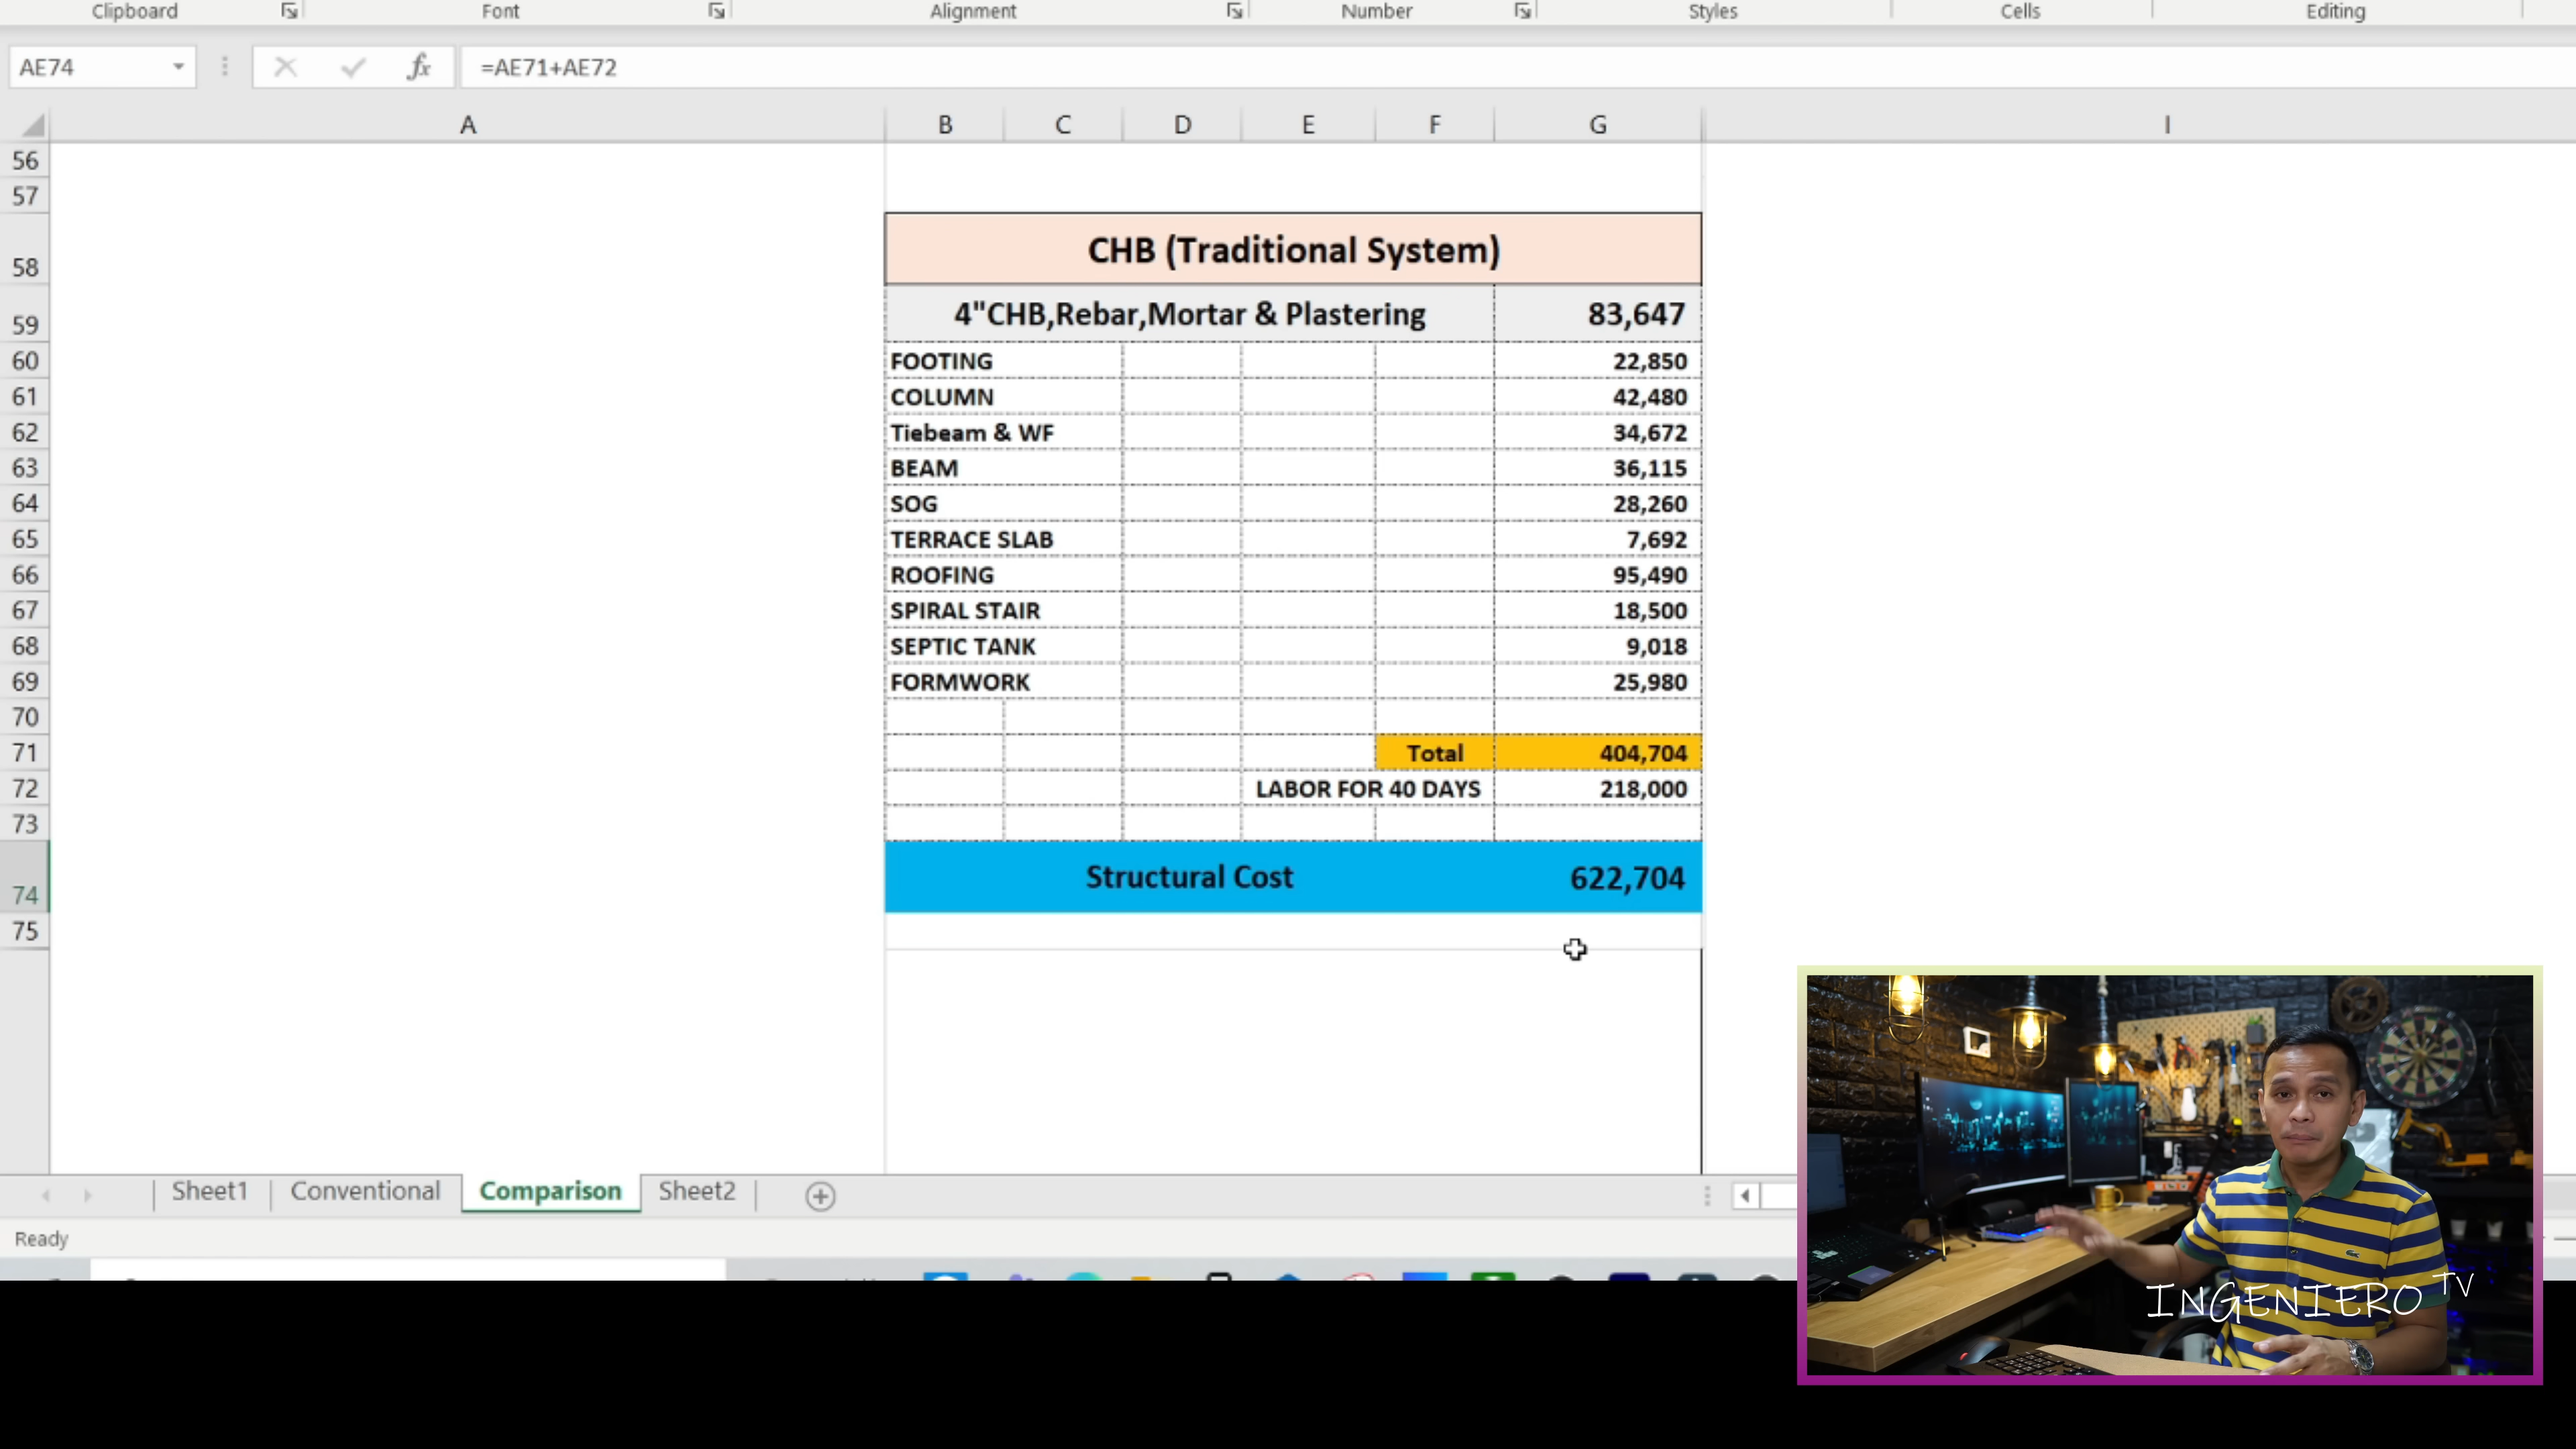 Clipboard Font Alignment Number Styles Cells Editing
AE74 fx =AE71+AE72
A B C D E F G I
56
57
58 CHB (Traditional System)
59 4"CHB,Rebar,Mortar & Plastering 83,647
60 FOOTING 22,850
61 COLUMN 42,480
62 Tiebeam & WF 34,672
63 BEAM 36,115
64 SOG 28,260
65 TERRACE SLAB 7,692
66 ROOFING 95,490
67 SPIRAL STAIR 18,500
68 SEPTIC TANK 9,018
69 FORMWORK 25,980
70
71 Total 404,704
72 LABOR FOR 40 DAYS 218,000
73
74 Structural Cost 622,704
75
Sheet1 Conventional Comparison Sheet2
Ready
INGENIERO TV